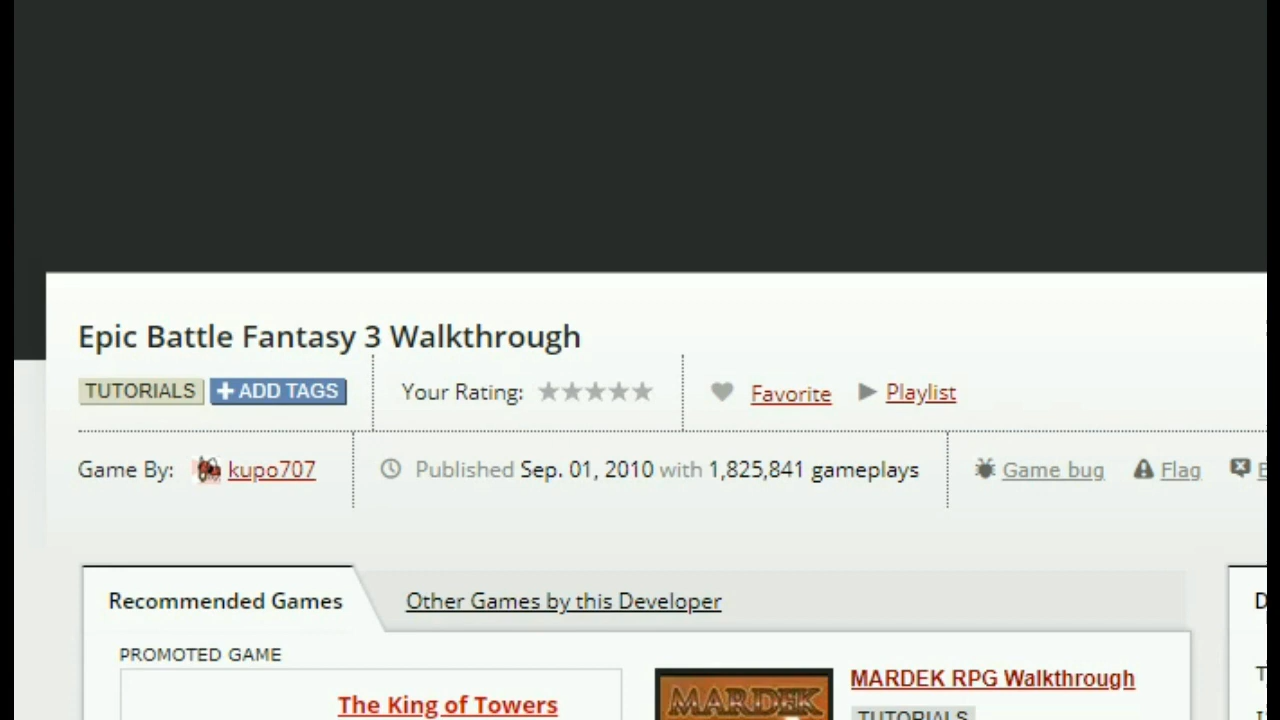 Epic Battle Fantasy 3 Walkthrough
TUTORIALS + ADD TAGS Your Rating: Favorite Playlist
Game By: kupo707 Published Sep. 01, 2010 with 1,825,841 gameplays Game bug Flag
Recommended Games Other Games by this Developer
PROMOTED GAME
MARDEK RPG Walkthrough
The King of Towers
MARDEK
TUTORIALS